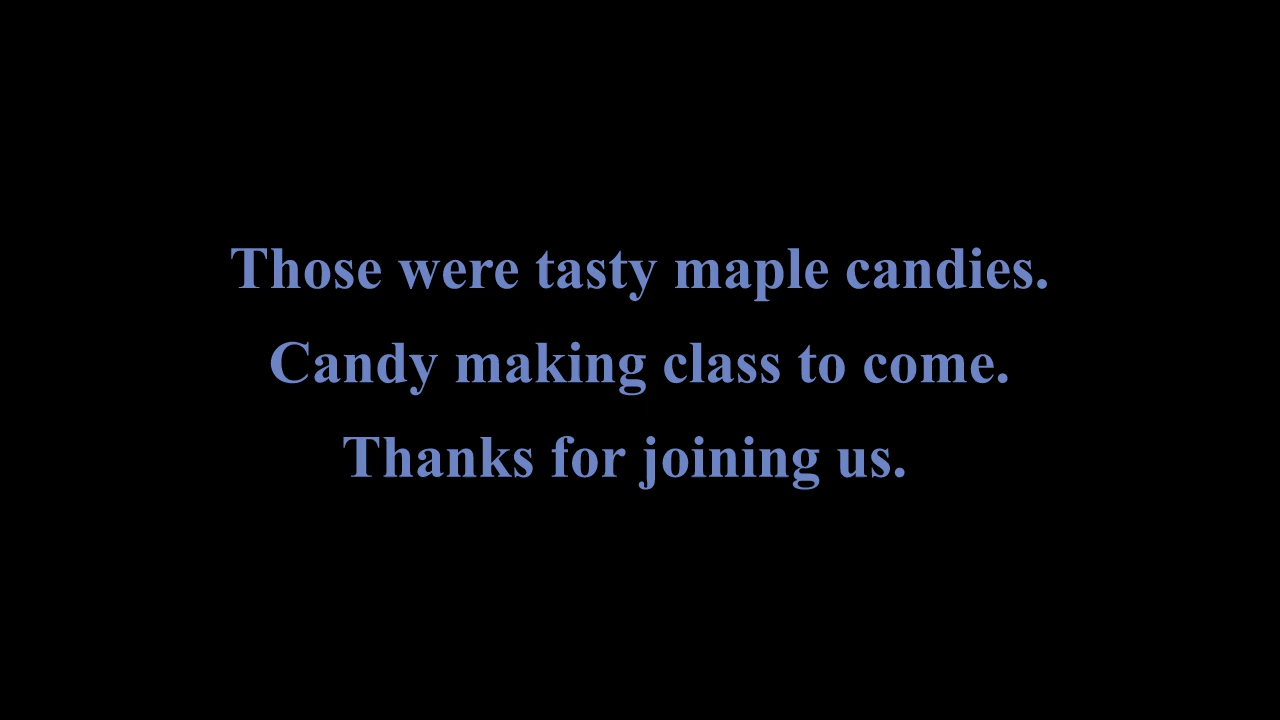 Those were tasty maple candies.
Candy making class to come.
Thanks for joining us.